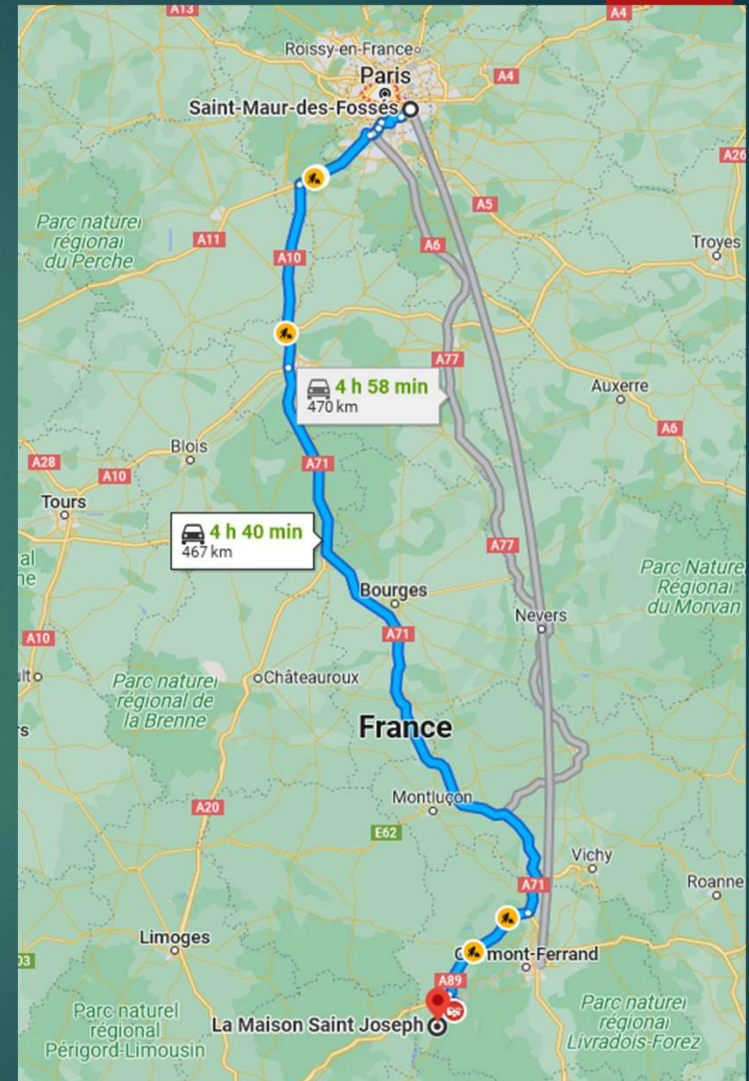 A13
A4
Roissy-en-France
Paris
A4
Saint-Maur-des-Fossés
A26
A5
Parc naturel
régional
du Perche
A11
A6
Troyes
A10
A77
4 h 58 min
470 km
Auxerre
A6
Blois
A28
A10
A71
Tours
4 h 40 min
467 km
A77
Parc Nature
Régional
du Morvan
Bourges
Nevers
A71
A10
Châteauroux
Parc naturel
régional de
la Brenne
France
Montluçon
A20
E62
Vichy
A71
Roanne
Limoges
mont-Ferrand
A89
Parc naturel
régional
Périgord-Limousin
La Maison Saint Joseph
Parc naturel
régional
Livradois-Forez